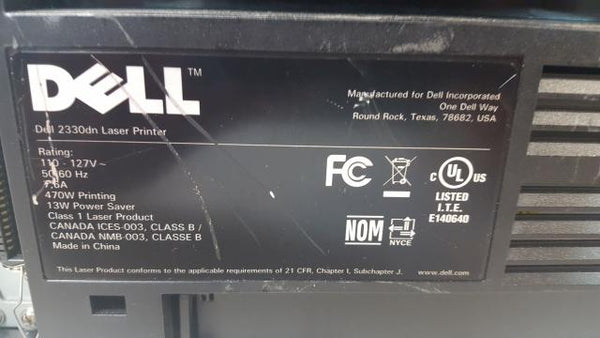 DELL™
Dell 2330dn Laser Printer
Rating:
110 - 127V ~
50/60 Hz
7.6A
470W Printing
13W Power Saver
Class 1 Laser Product
CANADA ICES-003, CLASS B /
CANADA NMB-003, CLASSE B
Made in China
Manufactured for Dell Incorporated
One Dell Way
Round Rock, Texas, 78682, USA
FC
C UL US
LISTED
I.T.E.
E140640
NOM
NYCE
This Laser Product conforms to the applicable requirements of 21 CFR, Chapter I, Subchapter J.
www.dell.com